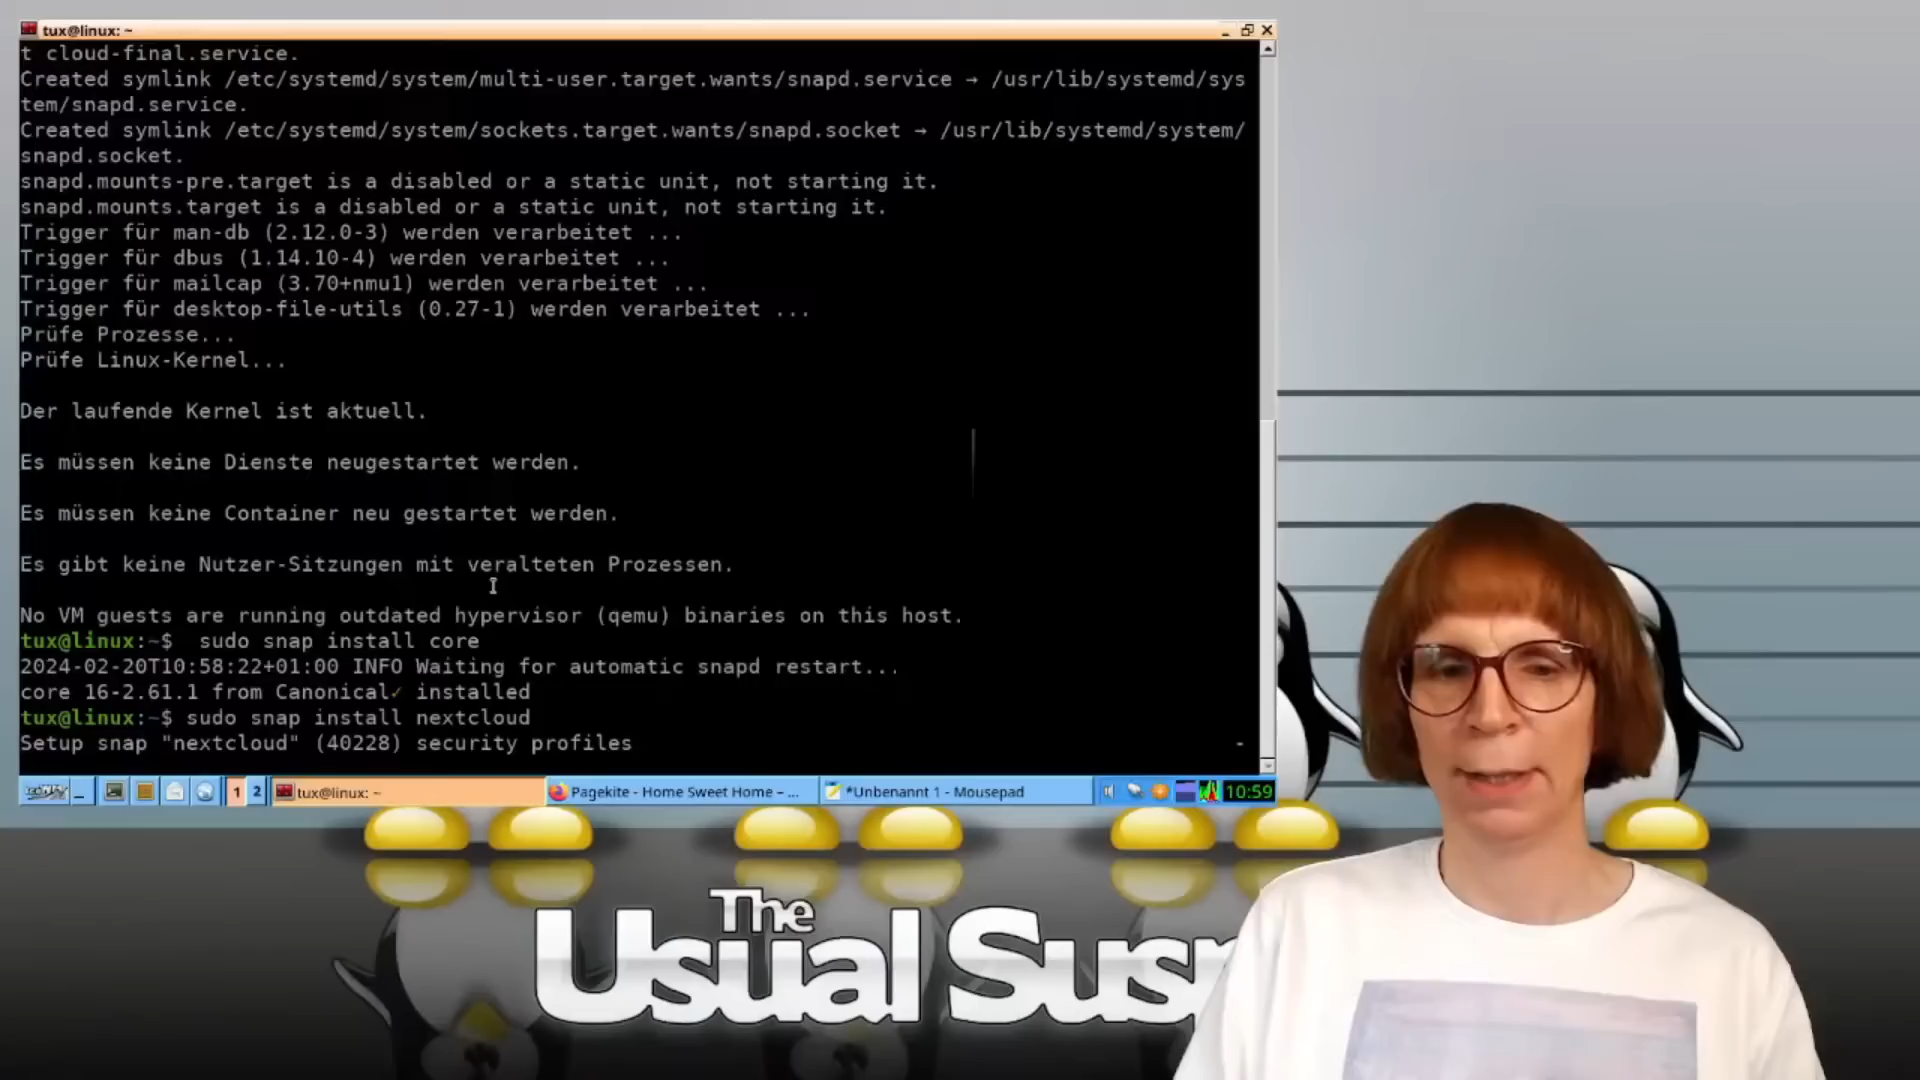 tux@linux: ~
t cloud-final.service.
Created symlink /etc/systemd/system/multi-user.target.wants/snapd.service → /usr/lib/systemd/sys
tem/snapd.service.
Created symlink /etc/systemd/system/sockets.target.wants/snapd.socket → /usr/lib/systemd/system/
snapd.socket.
snapd.mounts-pre.target is a disabled or a static unit, not starting it.
snapd.mounts.target is a disabled or a static unit, not starting it.
Trigger für man-db (2.12.0-3) werden verarbeitet ...
Trigger für dbus (1.14.10-4) werden verarbeitet ...
Trigger für mailcap (3.70+nmu1) werden verarbeitet ...
Trigger für desktop-file-utils (0.27-1) werden verarbeitet ...
Prüfe Prozesse...
Prüfe Linux-Kernel...
Der laufende Kernel ist aktuell.
Es müssen keine Dienste neugestartet werden.
Es müssen keine Container neu gestartet werden.
Es gibt keine Nutzer-Sitzungen mit veralteten Prozessen.
No VM guests are running outdated hypervisor (qemu) binaries on this host.
tux@linux:~$  sudo snap install core
2024-02-20T10:58:22+01:00 INFO Waiting for automatic snapd restart...
core 16-2.61.1 from Canonical✓ installed
tux@linux:~$ sudo snap install nextcloud
Setup snap "nextcloud" (40228) security profiles -
1 2 tux@linux: ~ Pagekite - Home Sweet Home – ... *Unbenannt 1 - Mousepad 10:59
The
Usual Susp